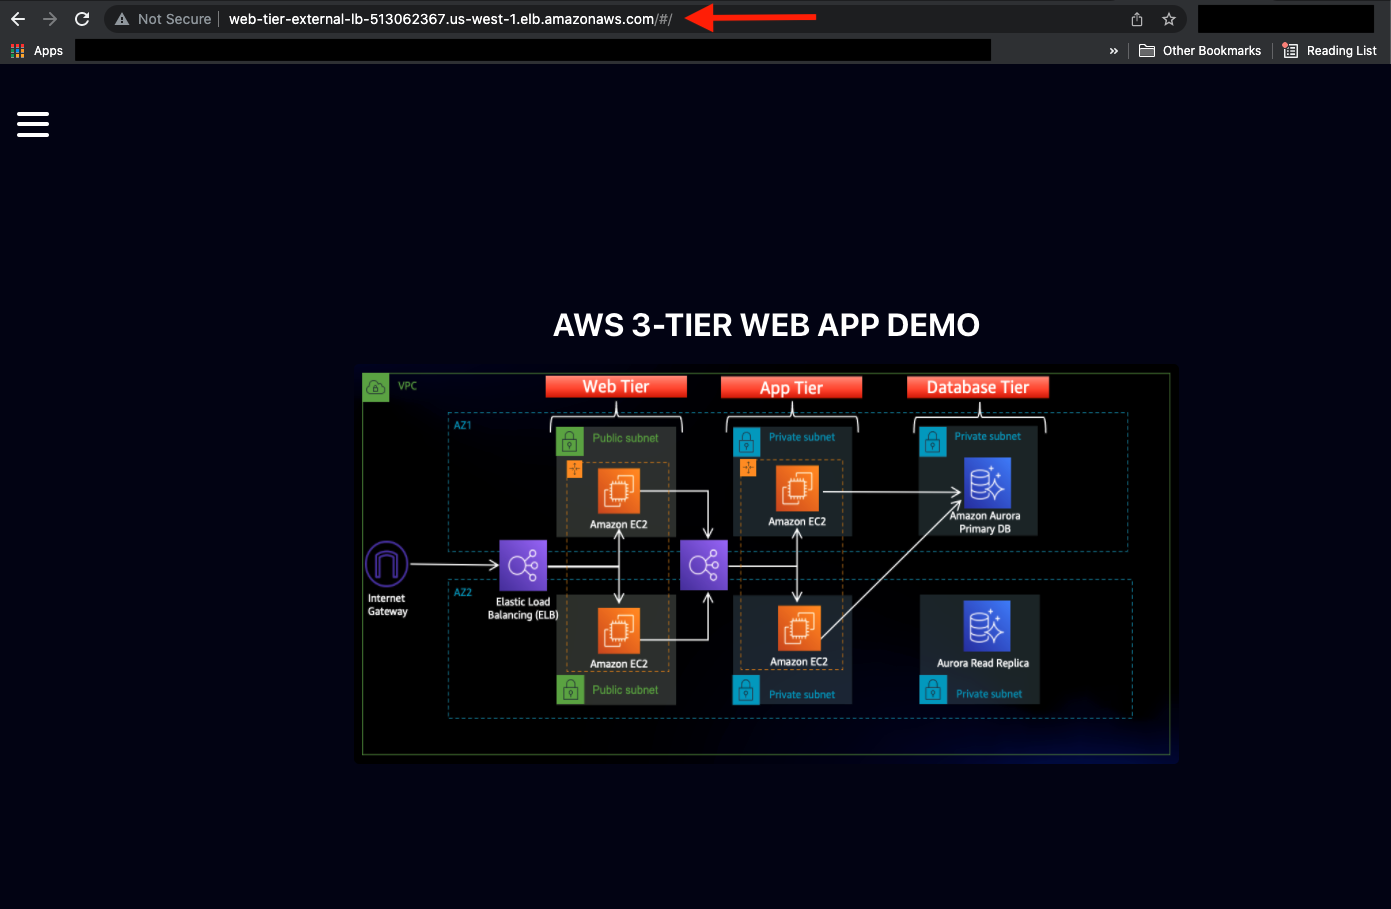 Not Secure web-tier-external-lb-513062367.us-west-1.elb.amazonaws.com/#/
Apps » Other Bookmarks Reading List
AWS 3-TIER WEB APP DEMO
VPC
Web Tier
App Tier
Database Tier
AZ1
Public subnet
Private subnet
Private subnet
Amazon EC2
Amazon EC2
Amazon Aurora
Primary DB
Internet
Gateway
Elastic Load
Balancing (ELB)
AZ2
Amazon EC2
Amazon EC2
Aurora Read Replica
Public subnet
Private subnet
Private subnet